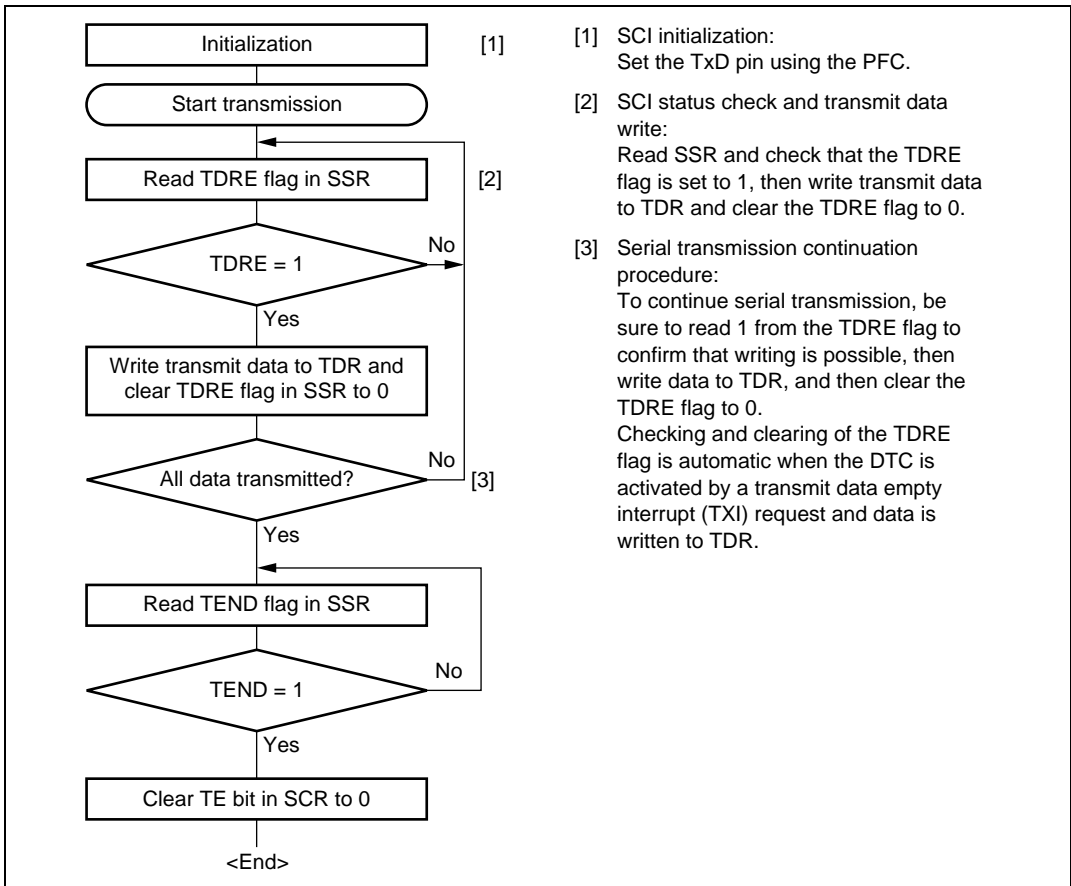 Initialization
[1]
Start transmission
Read TDRE flag in SSR
[2]
No
TDRE = 1
Yes
Write transmit data to TDR and
clear TDRE flag in SSR to 0
No
All data transmitted?
[3]
Yes
Read TEND flag in SSR
No
TEND = 1
Yes
Clear TE bit in SCR to 0
<End>
[1] SCI initialization:
Set the TxD pin using the PFC.
[2] SCI status check and transmit data
write:
Read SSR and check that the TDRE
flag is set to 1, then write transmit data
to TDR and clear the TDRE flag to 0.
[3] Serial transmission continuation
procedure:
To continue serial transmission, be
sure to read 1 from the TDRE flag to
confirm that writing is possible, then
write data to TDR, and then clear the
TDRE flag to 0.
Checking and clearing of the TDRE
flag is automatic when the DTC is
activated by a transmit data empty
interrupt (TXI) request and data is
written to TDR.